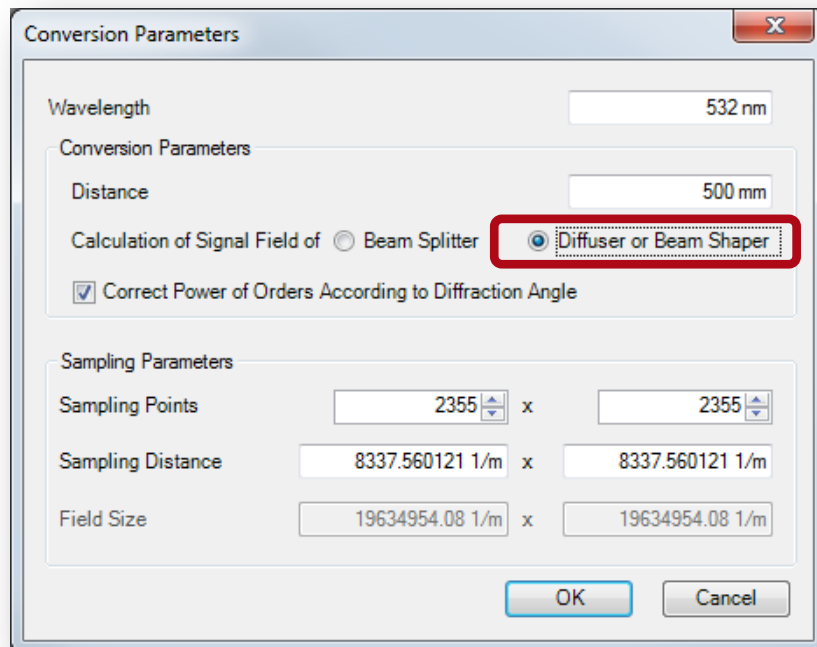 Conversion Parameters
Wavelength 532 nm
Conversion Parameters
Distance 500 mm
Calculation of Signal Field of Beam Splitter Diffuser or Beam Shaper
Correct Power of Orders According to Diffraction Angle
Sampling Parameters
Sampling Points 2355 x 2355
Sampling Distance 8337.560121 1/m x 8337.560121 1/m
Field Size 19634954.08 1/m x 19634954.08 1/m
OK Cancel